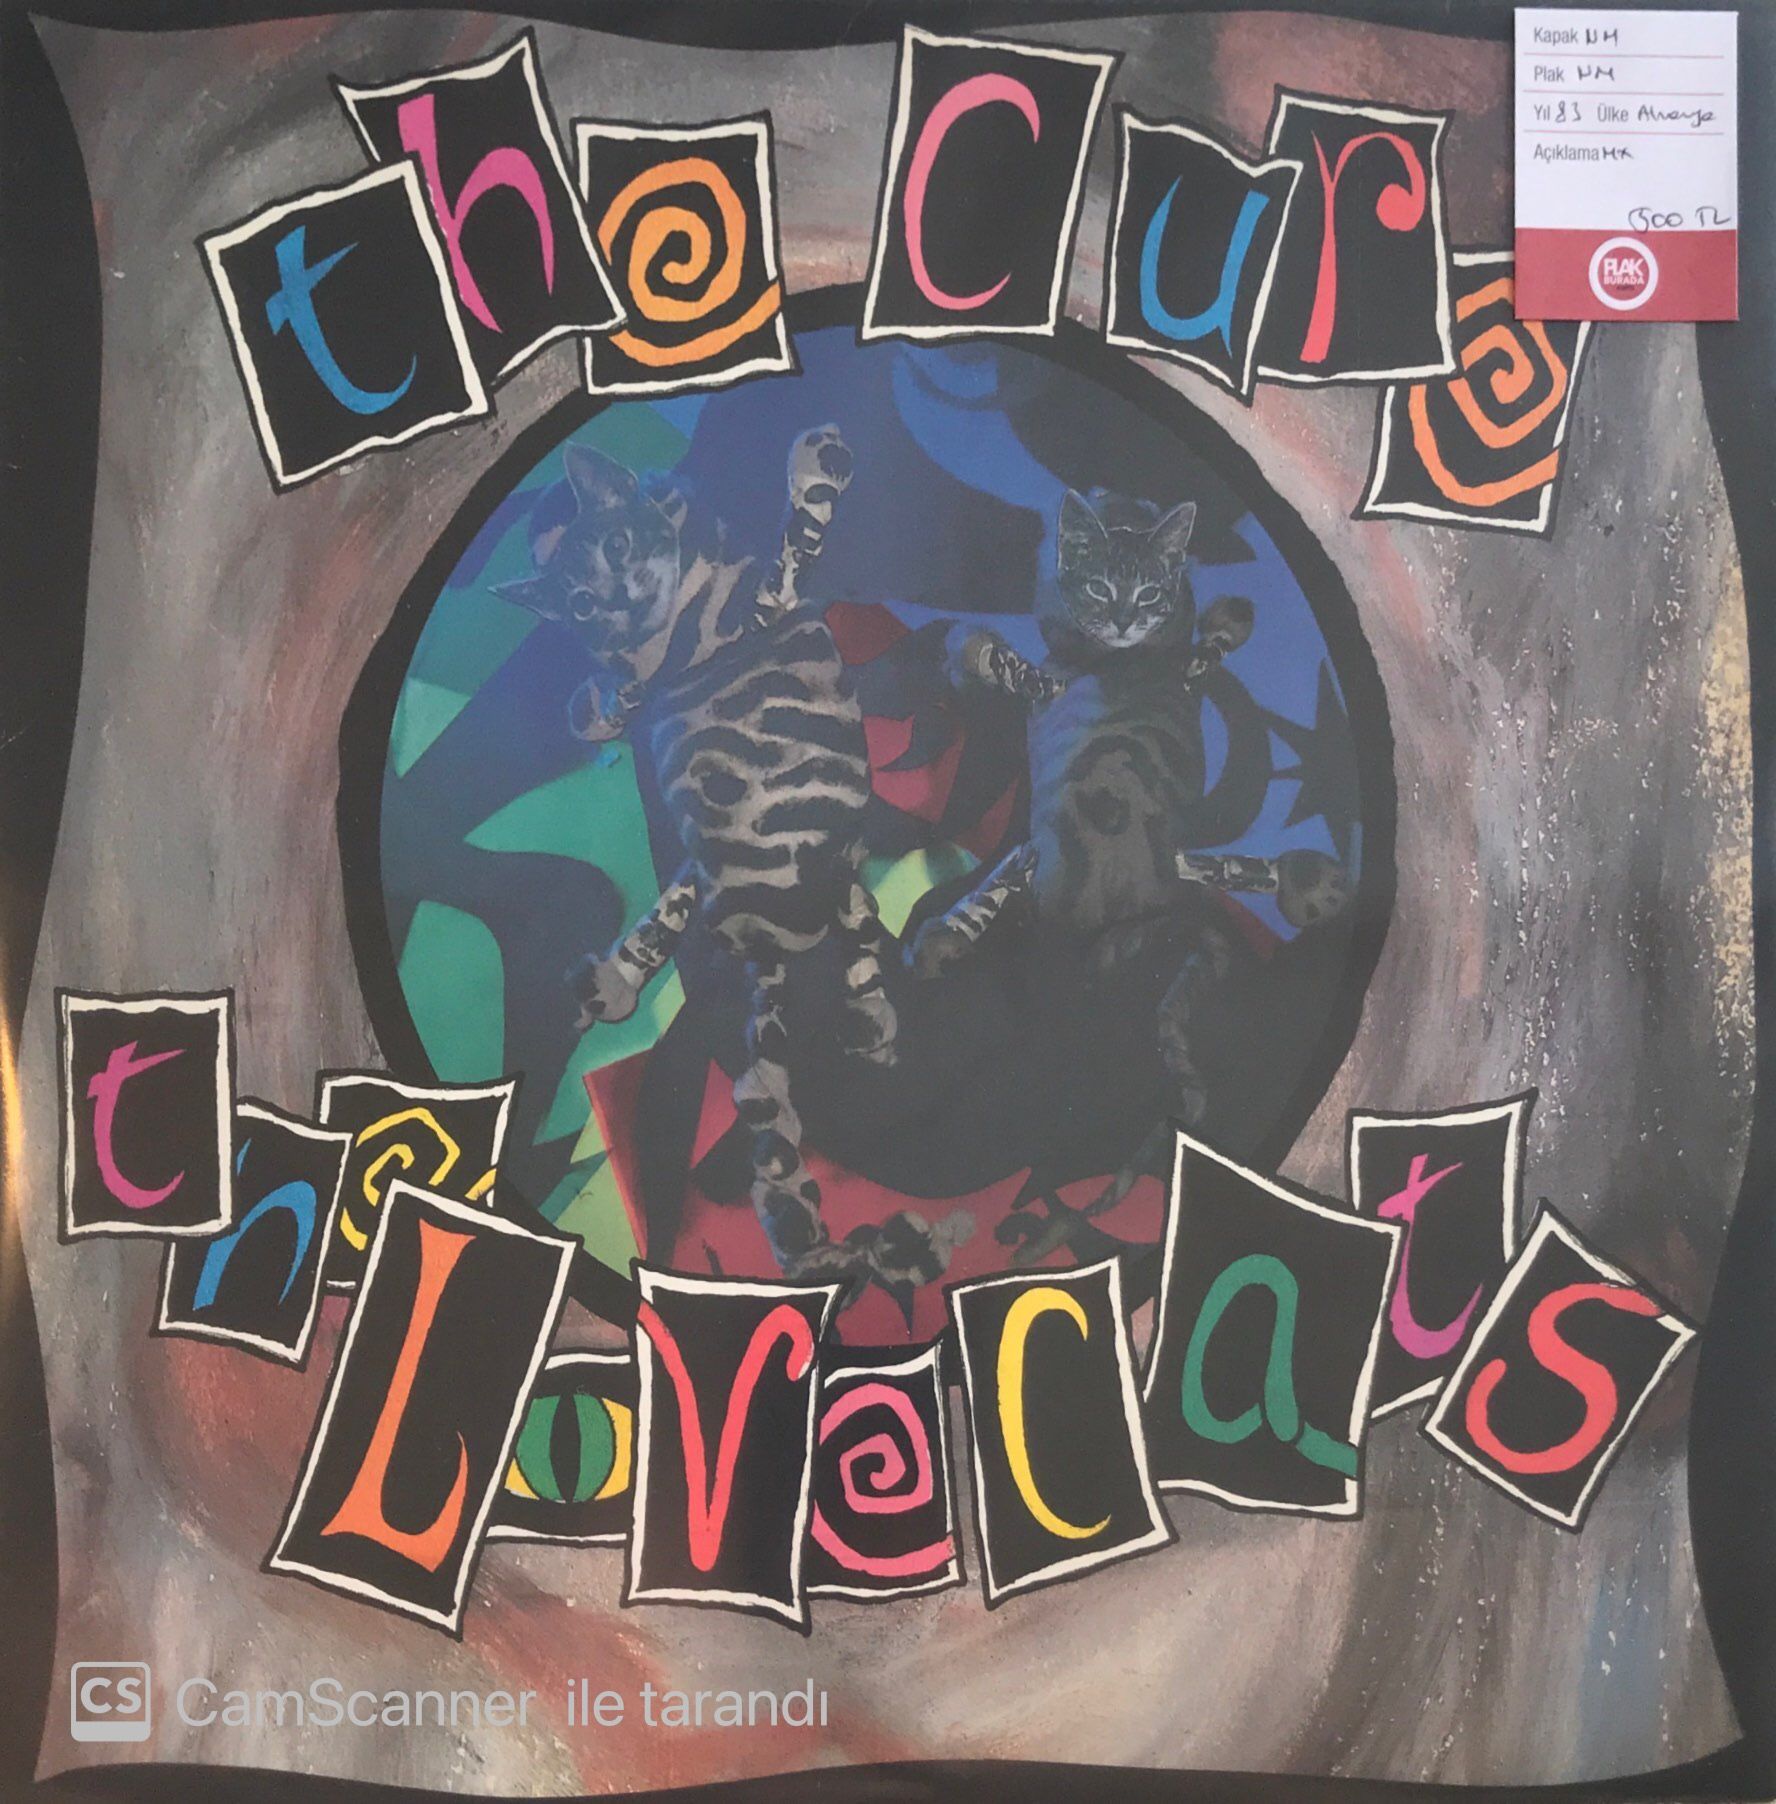 the cure
Kapak NM
Plak NM
Yıl 83 Ülke Almanya
Açıklama
500 TL
PLAK
BURADA
the Lovecats
CS CamScanner ile tarandı